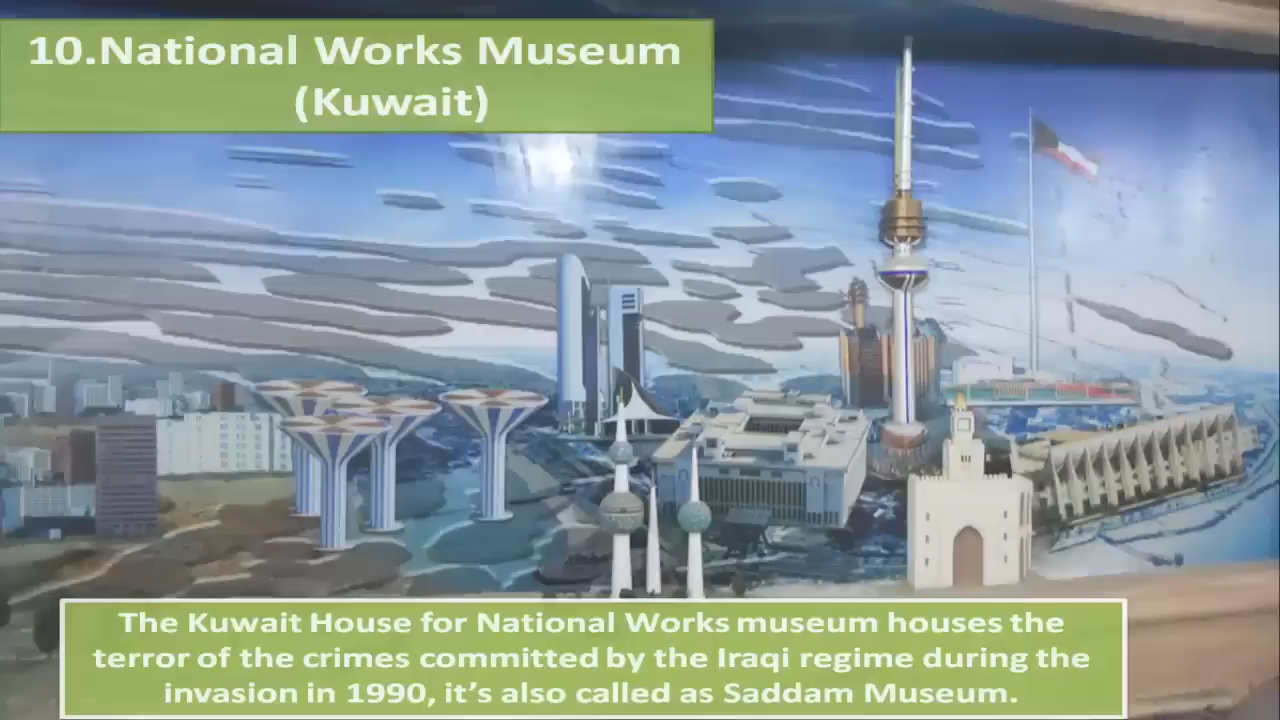 10.National Works Museum
(Kuwait)
The Kuwait House for National Works museum houses the
terror of the crimes committed by the Iraqi regime during the
invasion in 1990, it's also called as Saddam Museum.